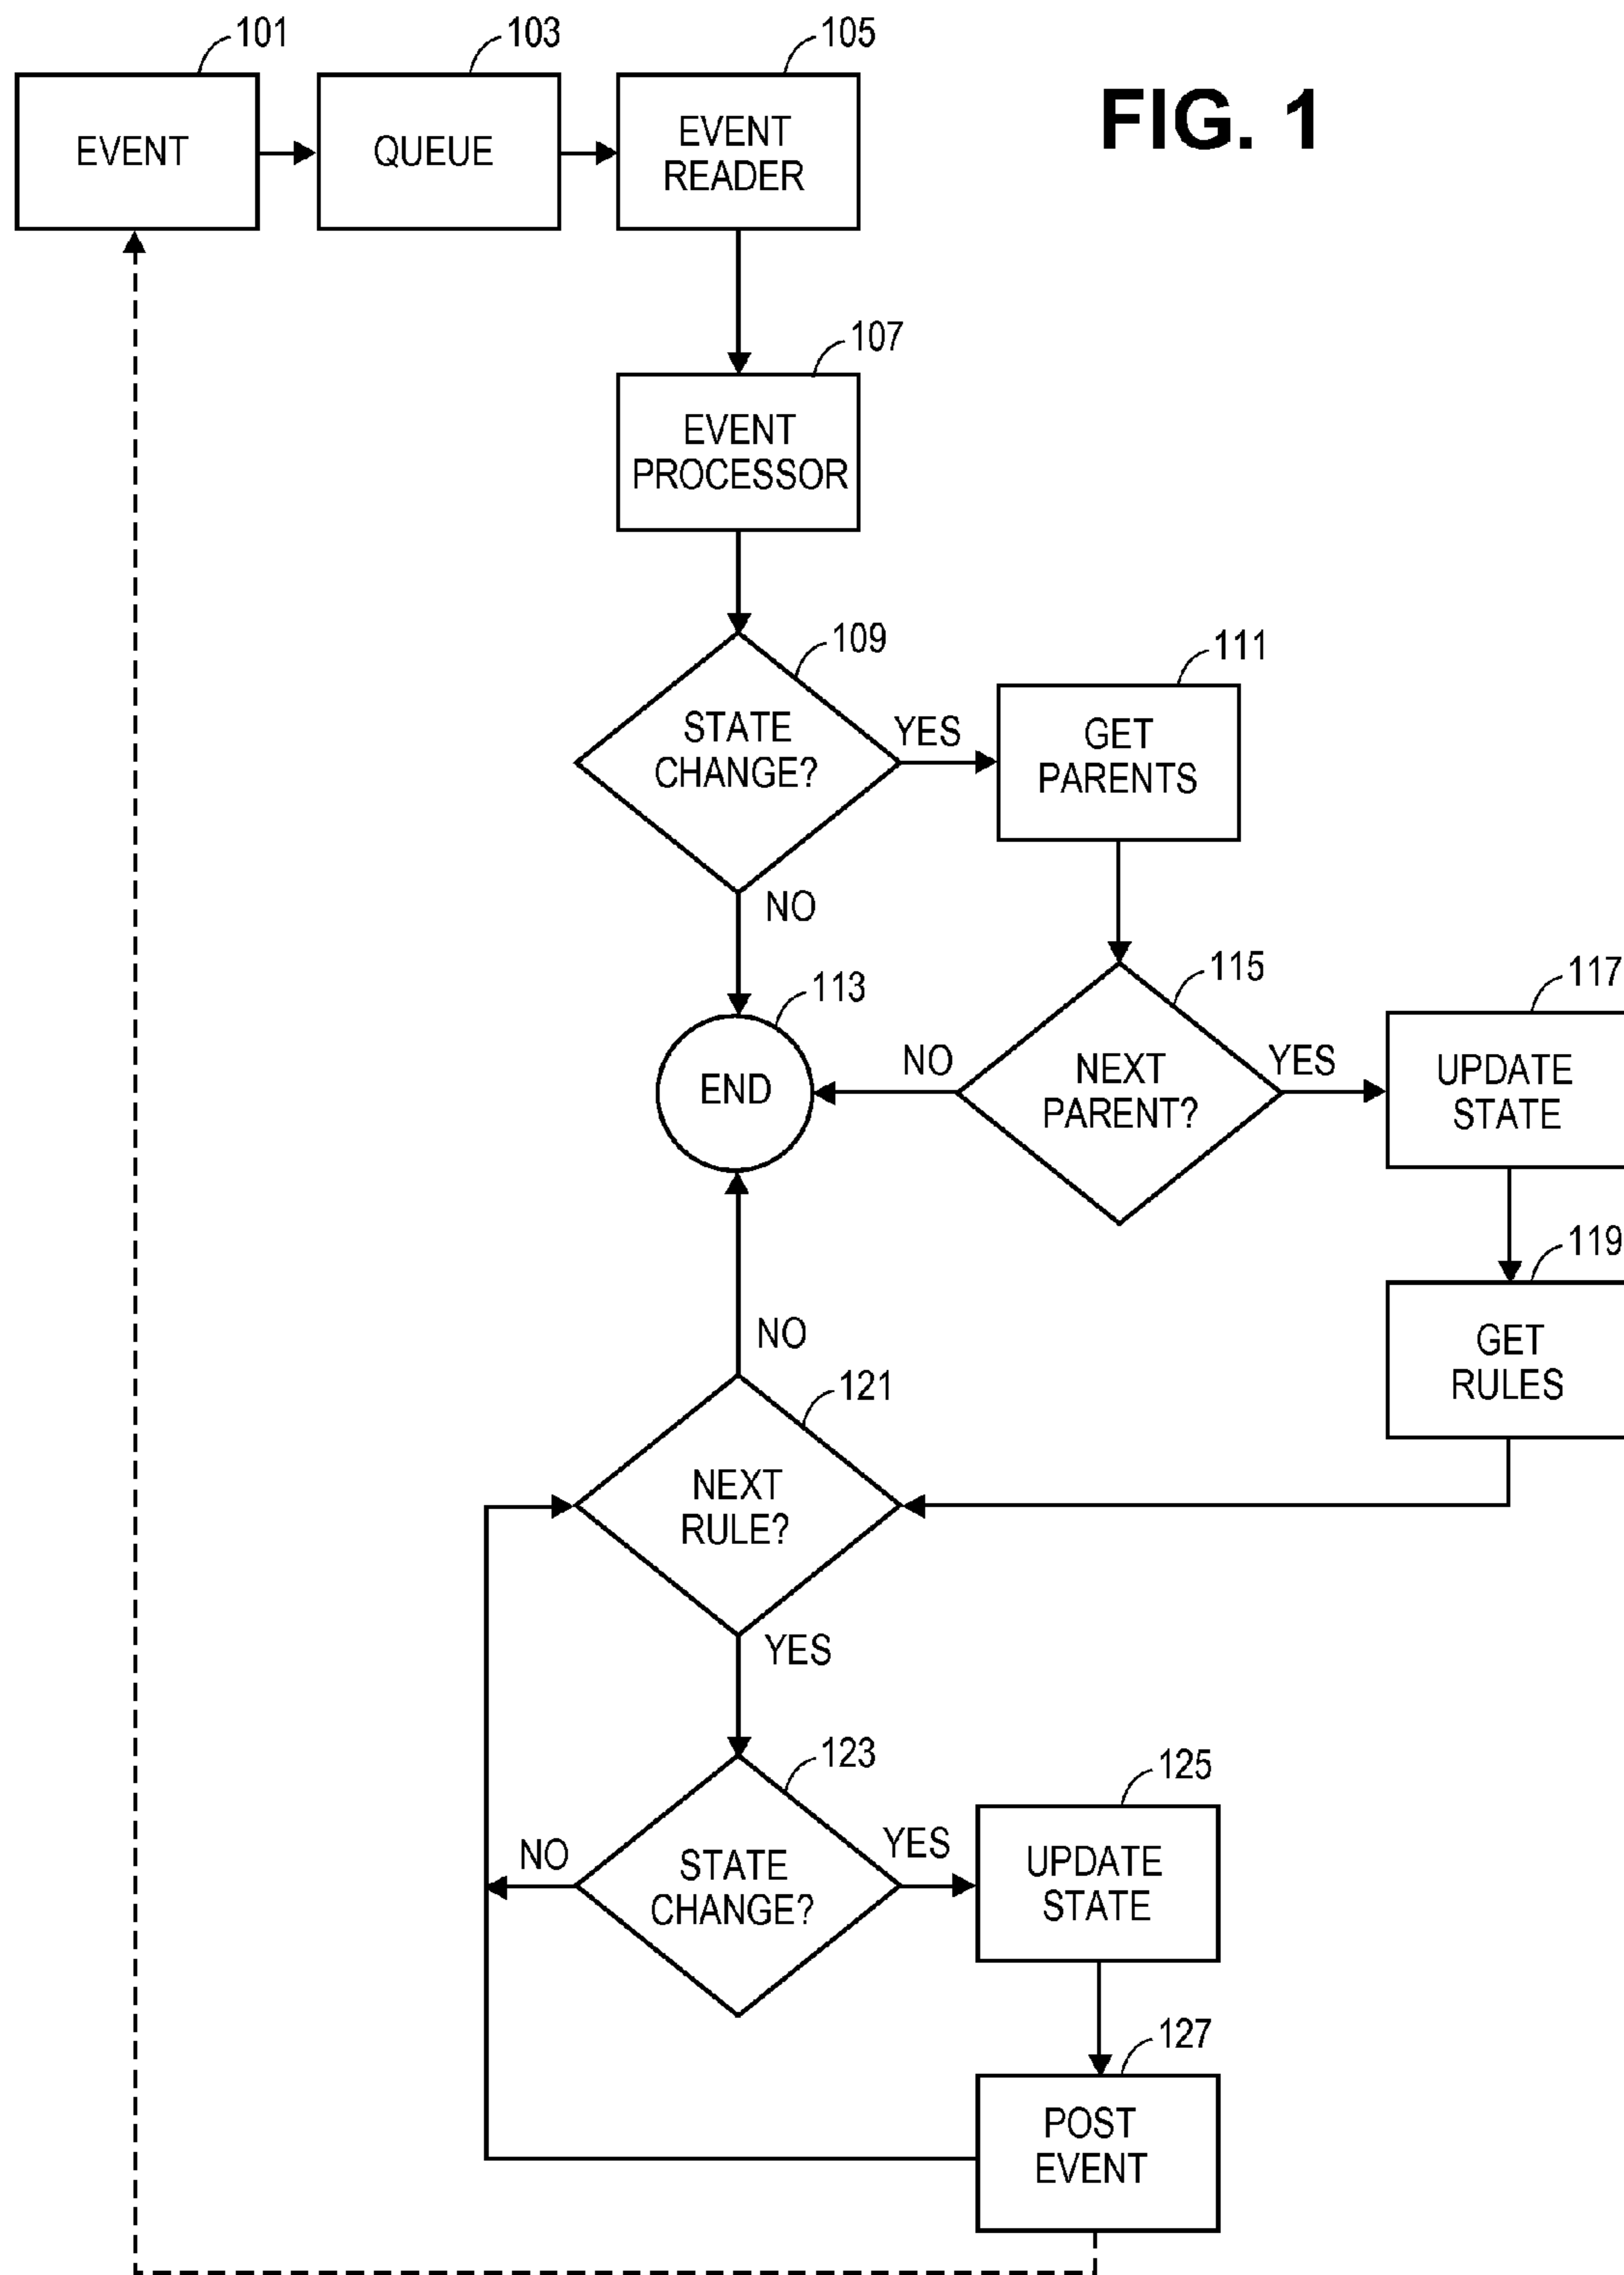 101
103
105
FIG. 1
EVENT
QUEUE
EVENT
READER
107
EVENT
PROCESSOR
109
111
STATE
CHANGE?
YES
GET
PARENTS
NO
113
115
117
END
NO
NEXT
PARENT?
YES
UPDATE
STATE
119
GET
RULES
NO
121
NEXT
RULE?
YES
123
125
NO
STATE
CHANGE?
YES
UPDATE
STATE
127
POST
EVENT